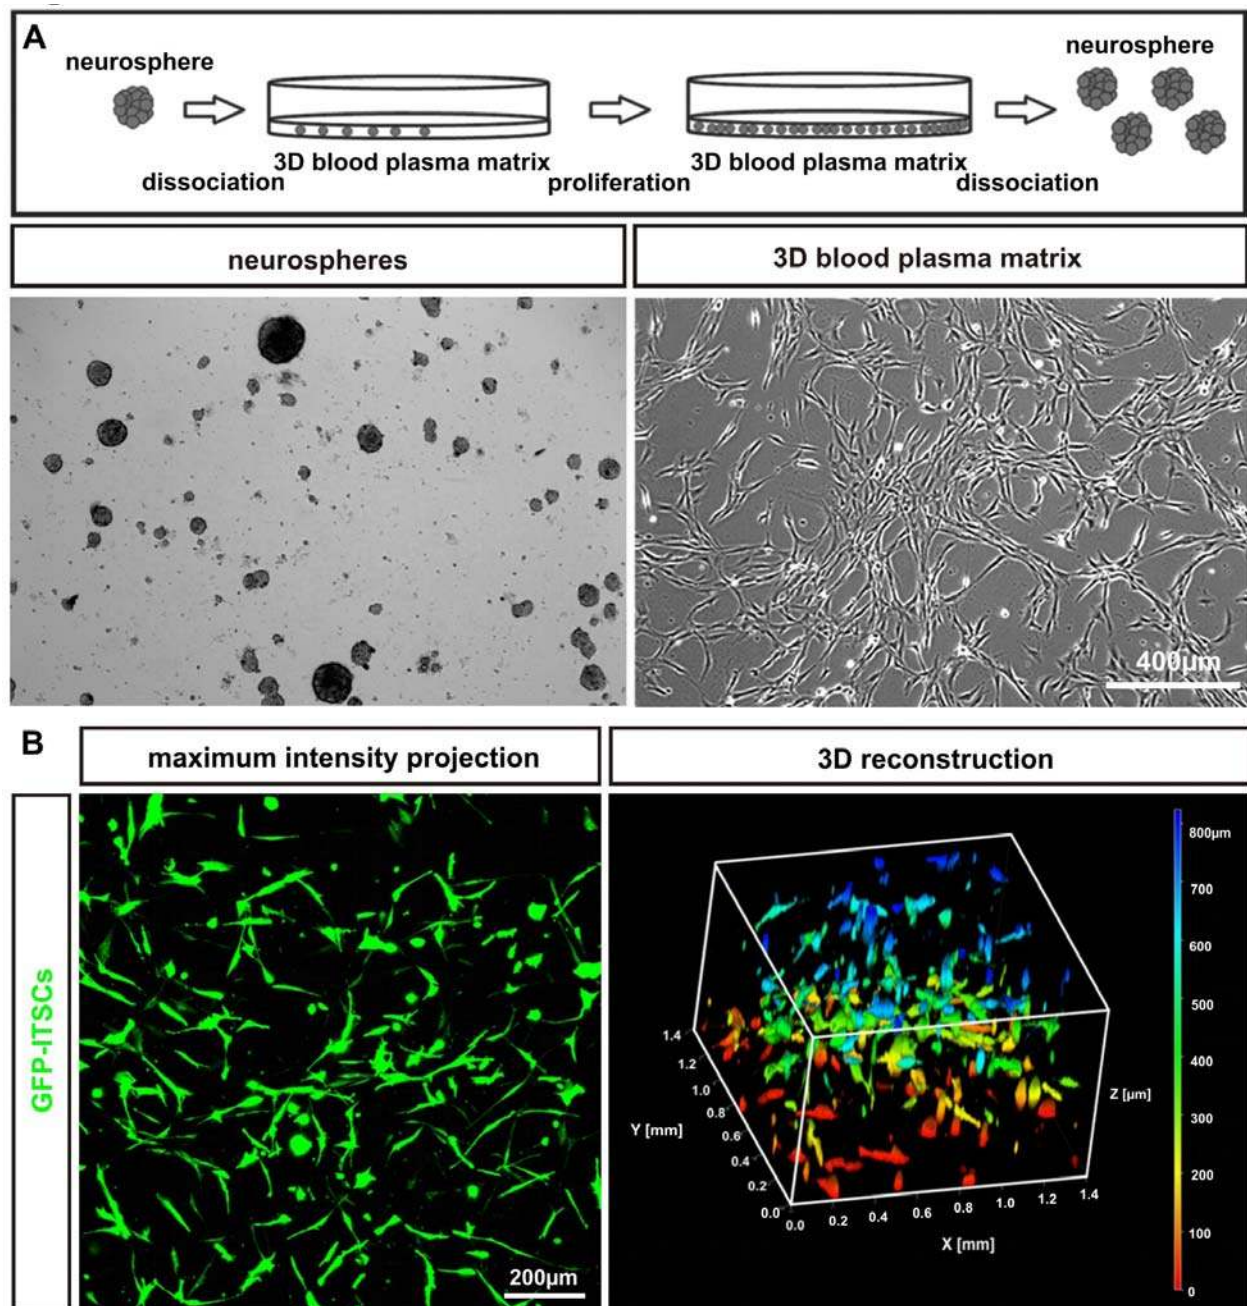 A
neurosphere
neurosphere
3D blood plasma matrix
3D blood plasma matrix
dissociation
proliferation
dissociation
neurospheres
3D blood plasma matrix
400µm
B
maximum intensity projection
3D reconstruction
GFP-ITSCs
200µm
800µm
700
600
500
400
300
200
100
0
Z [µm]
Y [mm]
1.4
1.2
1.0
0.8
0.6
0.4
0.2
0.0
0.0
0.2
0.4
0.6
0.8
1.0
1.2
1.4
X [mm]